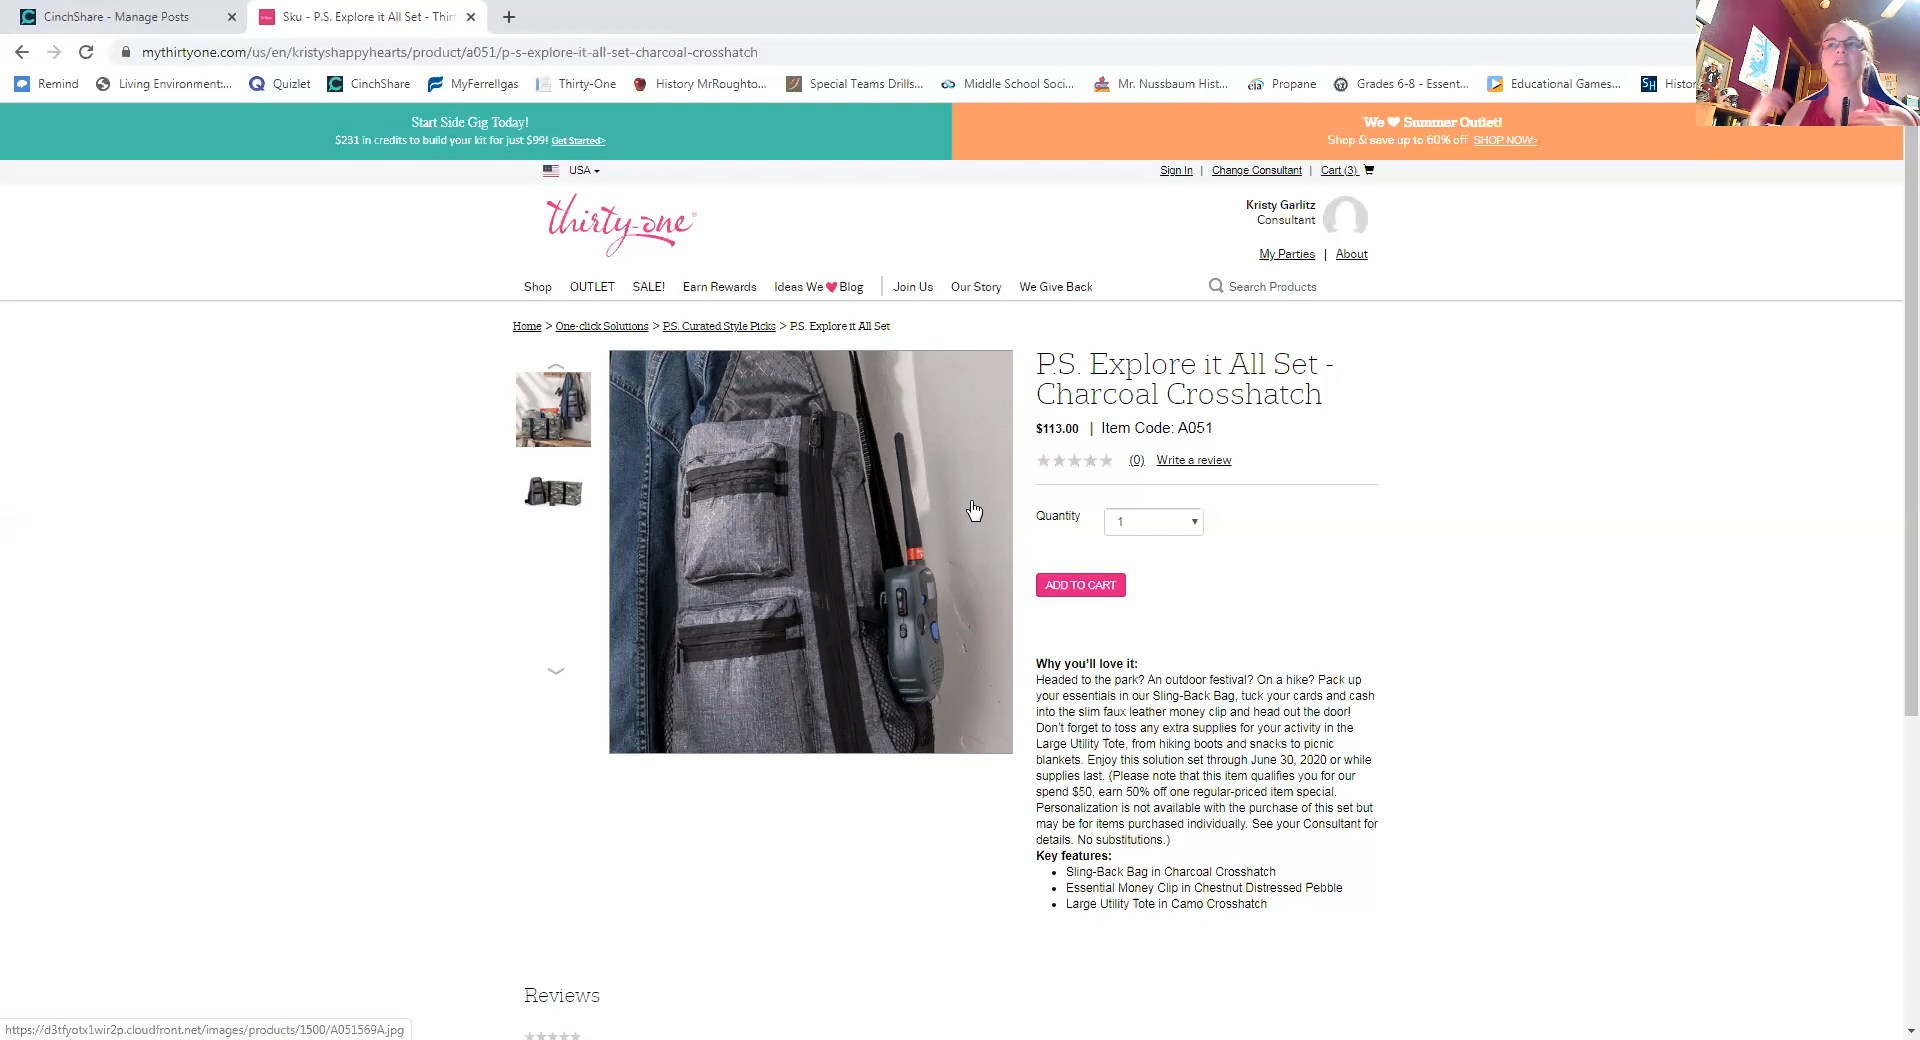 CinchShare - Manage Posts
Sku - P.S. Explore it All Set - Thirt
mythirtyone.com/us/en/kristyshappyhearts/product/a051/p-s-explore-it-all-set-charcoal-crosshatch
Remind Living Environment:... Quizlet CinchShare MyFerrellgas Thirty-One History MrRoughto... Special Teams Drills... Middle School Soci... Mr. Nussbaum Hist... eia Propane Grades 6-8 - Essent... Educational Games... SH Histor
Start Side Gig Today!
$231 in credits to build your kit for just $99! Get Started>
We Summer Outlet!
Shop & save up to 60% off SHOP NOW>
USA
Sign In | Change Consultant | Cart (3)
thirty-one
Kristy Garlitz
Consultant
My Parties | About
Shop OUTLET SALE! Earn Rewards Ideas We Blog Join Us Our Story We Give Back Search Products
Home > One-click Solutions > P.S. Curated Style Picks > P.S. Explore it All Set
P.S. Explore it All Set -
Charcoal Crosshatch
$113.00 | Item Code: A051
(0) Write a review
Quantity 1
ADD TO CART
Why you'll love it:
Headed to the park? An outdoor festival? On a hike? Pack up
your essentials in our Sling-Back Bag, tuck your cards and cash
into the slim faux leather money clip and head out the door!
Don't forget to toss any extra supplies for your activity in the
Large Utility Tote, from hiking boots and snacks to picnic
blankets. Enjoy this solution set through June 30, 2020 or while
supplies last. (Please note that this item qualifies you for our
spend $50, earn 50% off one regular-priced item special.
Personalization is not available with the purchase of this set but
may be for items purchased individually. See your Consultant for
details. No substitutions.)
Key features:
Sling-Back Bag in Charcoal Crosshatch
Essential Money Clip in Chestnut Distressed Pebble
Large Utility Tote in Camo Crosshatch
Reviews
https://d3tfyotx1wir2p.cloudfront.net/images/products/1500/A051569A.jpg